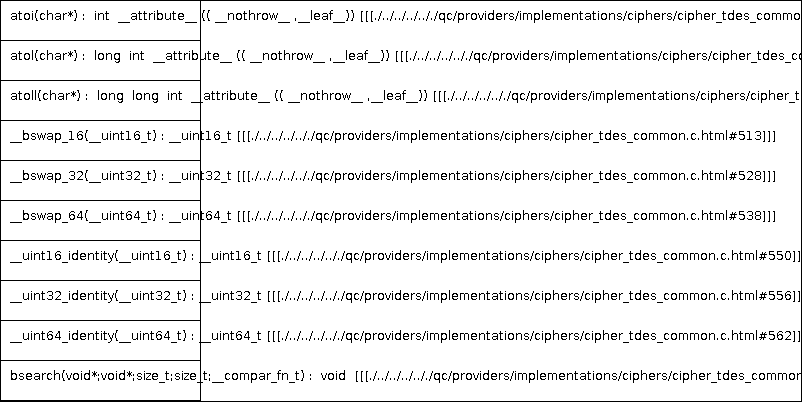 atoi(char*) : int __attribute__ (( __nothrow__ ,__leaf__)) [[[./../../../../qc/providers/implementations/ciphers/cipher_tdes_commo
atol(char*) : long int __attribute__ (( __nothrow__ ,__leaf__)) [[[./../../../../qc/providers/implementations/ciphers/cipher_tdes_co
atoll(char*) : long long int __attribute__ (( __nothrow__ ,__leaf__)) [[[./../../../../qc/providers/implementations/ciphers/cipher_t
__bswap_16(__uint16_t) : __uint16_t [[[./../../../../qc/providers/implementations/ciphers/cipher_tdes_common.c.html#513]]]
__bswap_32(__uint32_t) : __uint32_t [[[./../../../../qc/providers/implementations/ciphers/cipher_tdes_common.c.html#528]]]
__bswap_64(__uint64_t) : __uint64_t [[[./../../../../qc/providers/implementations/ciphers/cipher_tdes_common.c.html#538]]]
__uint16_identity(__uint16_t) : __uint16_t [[[./../../../../qc/providers/implementations/ciphers/cipher_tdes_common.c.html#550]]
__uint32_identity(__uint32_t) : __uint32_t [[[./../../../../qc/providers/implementations/ciphers/cipher_tdes_common.c.html#556]]
__uint64_identity(__uint64_t) : __uint64_t [[[./../../../../qc/providers/implementations/ciphers/cipher_tdes_common.c.html#562]]
bsearch(void*;void*;size_t;size_t;__compar_fn_t) : void [[[./../../../../qc/providers/implementations/ciphers/cipher_tdes_common